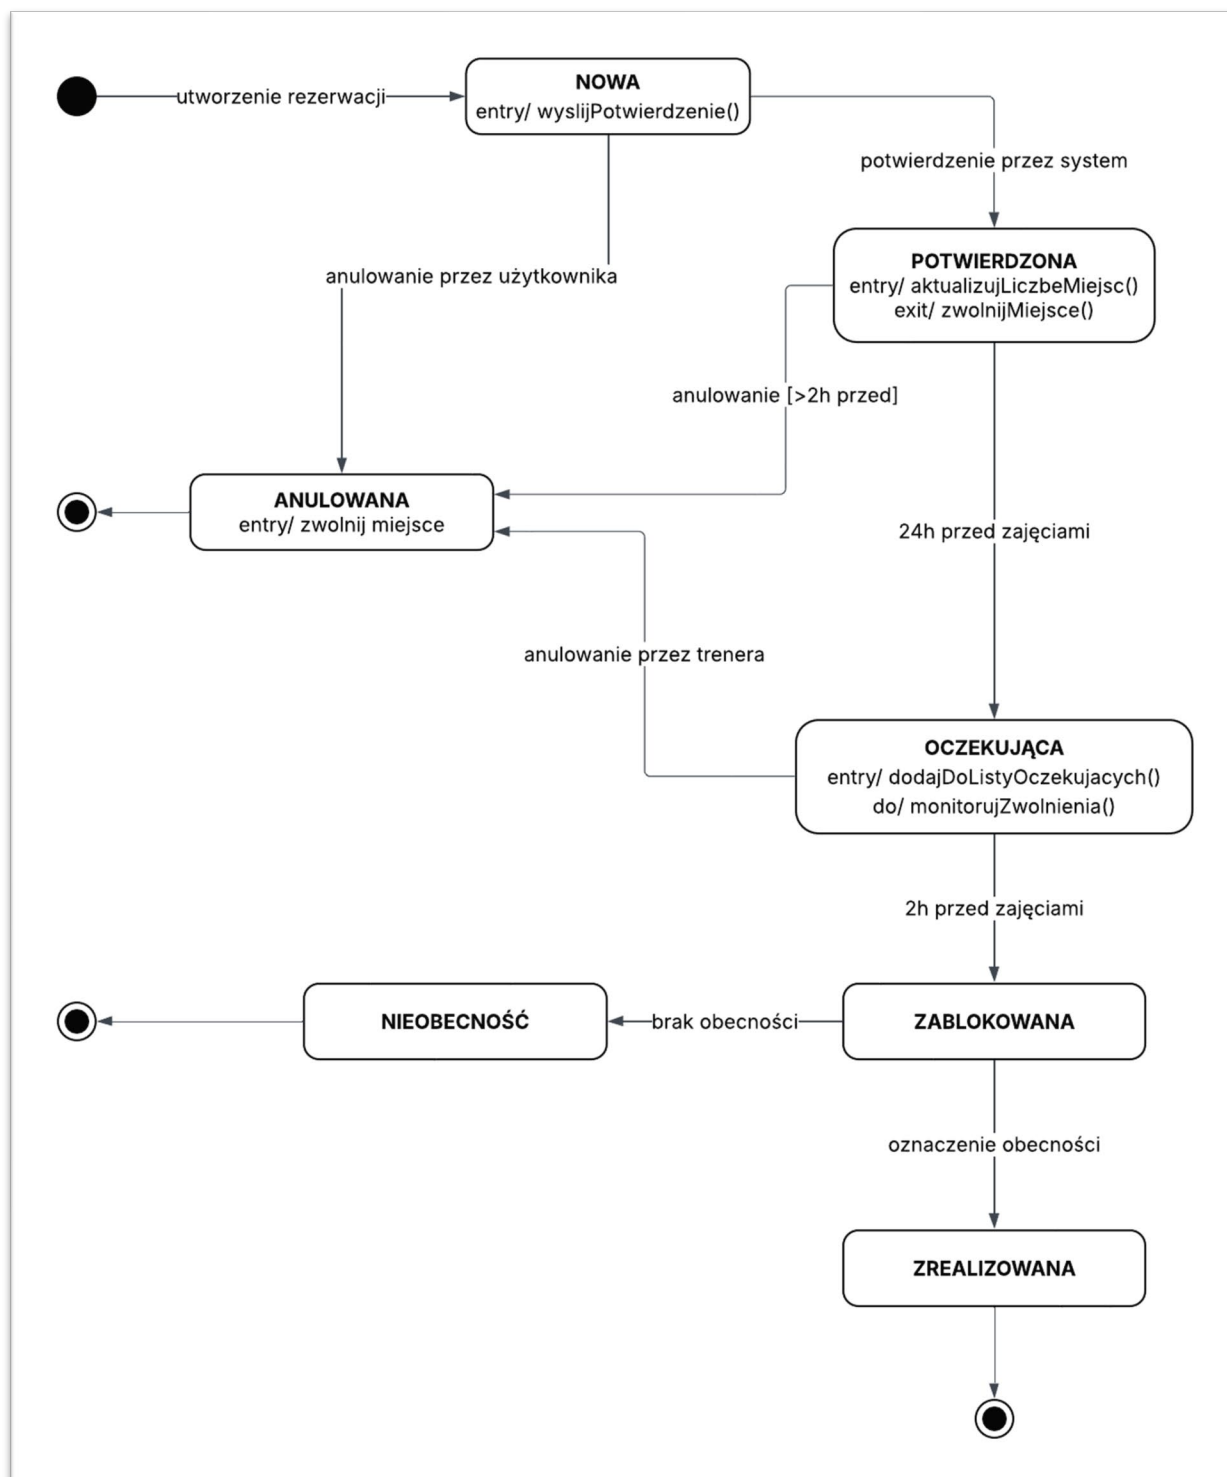 utworzenie rezerwacji
NOWA
entry/ wyslijPotwierdzenie()
potwierdzenie przez system
POTWIERDZONA
entry/ aktualizujLiczbeMiejsc()
exit/ zwolnijMiejsce()
anulowanie przez użytkownika
anulowanie [>2h przed]
ANULOWANA
entry/ zwolnij miejsce
24h przed zajęciami
anulowanie przez trenera
OCZEKUJĄCA
entry/ dodajDoListyOczekujacych()
do/ monitorujZwolnienia()
2h przed zajęciami
NIEOBECNOŚĆ
brak obecności
ZABLOKOWANA
oznaczenie obecności
ZREALIZOWANA